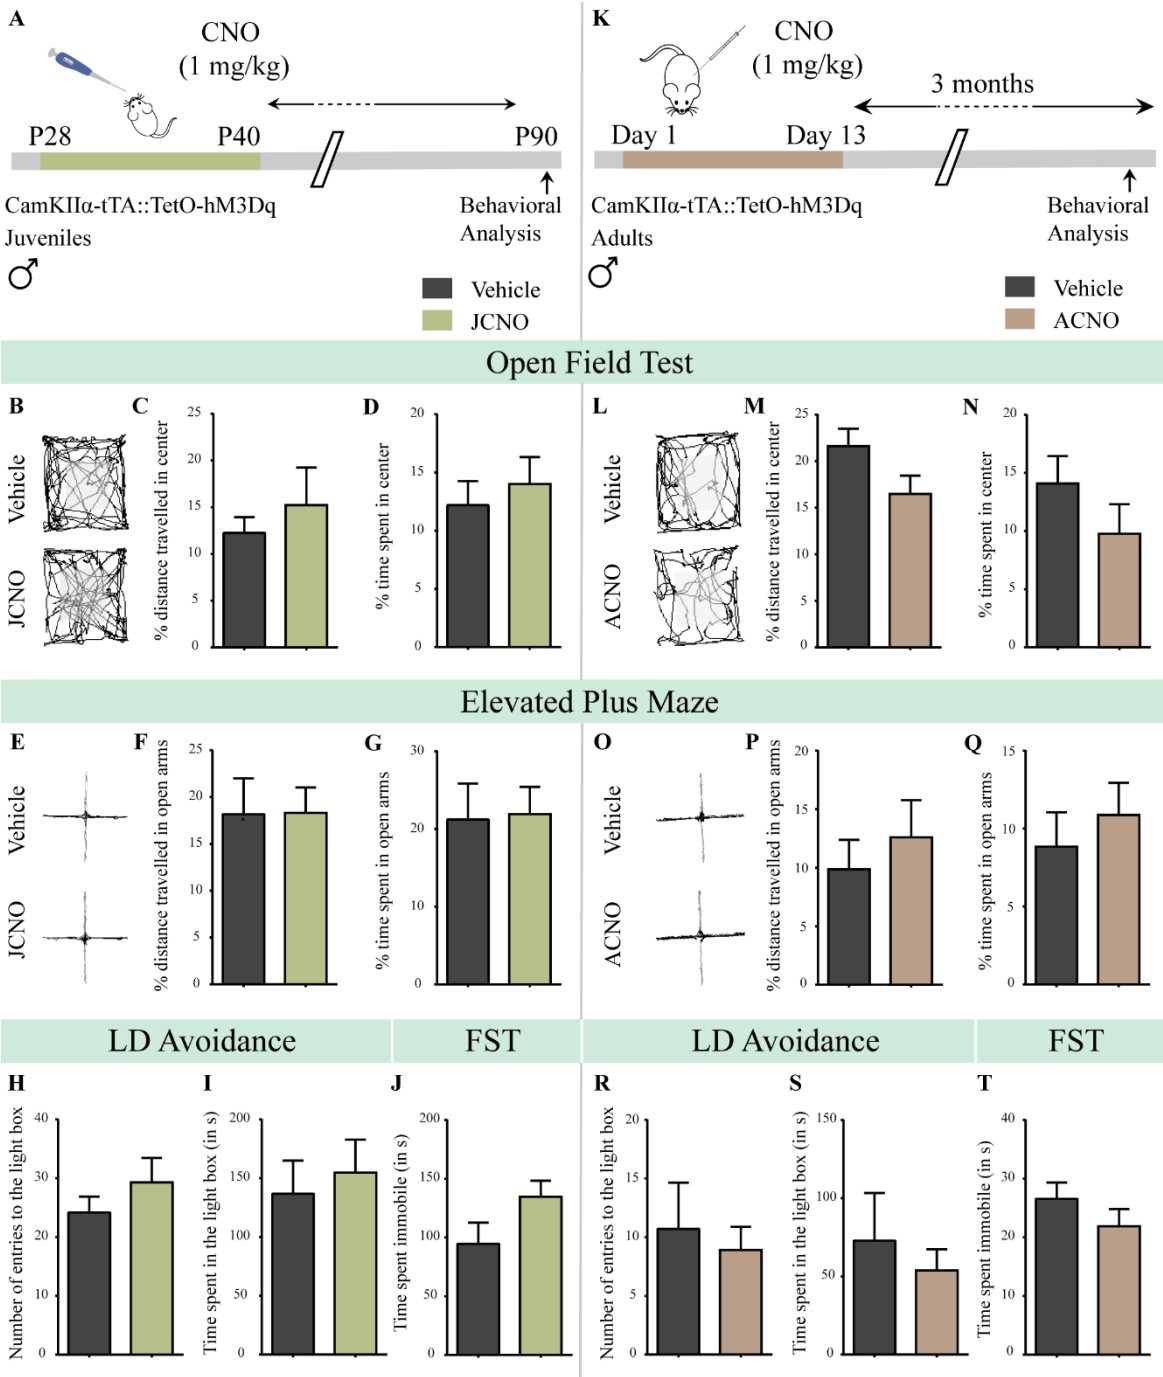 A
CNO
(1 mg/kg)
P28
P40
P90
CamKIIα-tTA::TetO-hM3Dq
Juveniles
♂
Behavioral
Analysis
Vehicle
JCNO
K
CNO
(1 mg/kg)
3 months
Day 1
Day 13
CamKIIα-tTA::TetO-hM3Dq
Adults
♂
Behavioral
Analysis
Vehicle
ACNO
Open Field Test
B
Vehicle
JCNO
C
% distance travelled in center
25
20
15
10
5
0
D
% time spent in center
20
15
10
5
0
L
Vehicle
ACNO
M
% distance travelled in center
25
20
15
10
5
0
N
% time spent in center
20
15
10
5
0
Elevated Plus Maze
E
Vehicle
JCNO
F
% distance travelled in open arms
25
20
15
10
5
0
G
% time spent in open arms
30
20
10
0
O
Vehicle
ACNO
P
% distance travelled in open arms
20
15
10
5
0
Q
% time spent in open arms
15
10
5
0
LD Avoidance
FST
LD Avoidance
FST
H
Number of entries to the light box
40
30
20
10
0
I
Time spent in the light box (in s)
200
150
100
50
0
J
Time spent immobile (in s)
200
150
100
50
0
R
Number of entries to the light box
20
15
10
5
0
S
Time spent in the light box (in s)
150
100
50
0
T
Time spent immobile (in s)
40
30
20
10
0